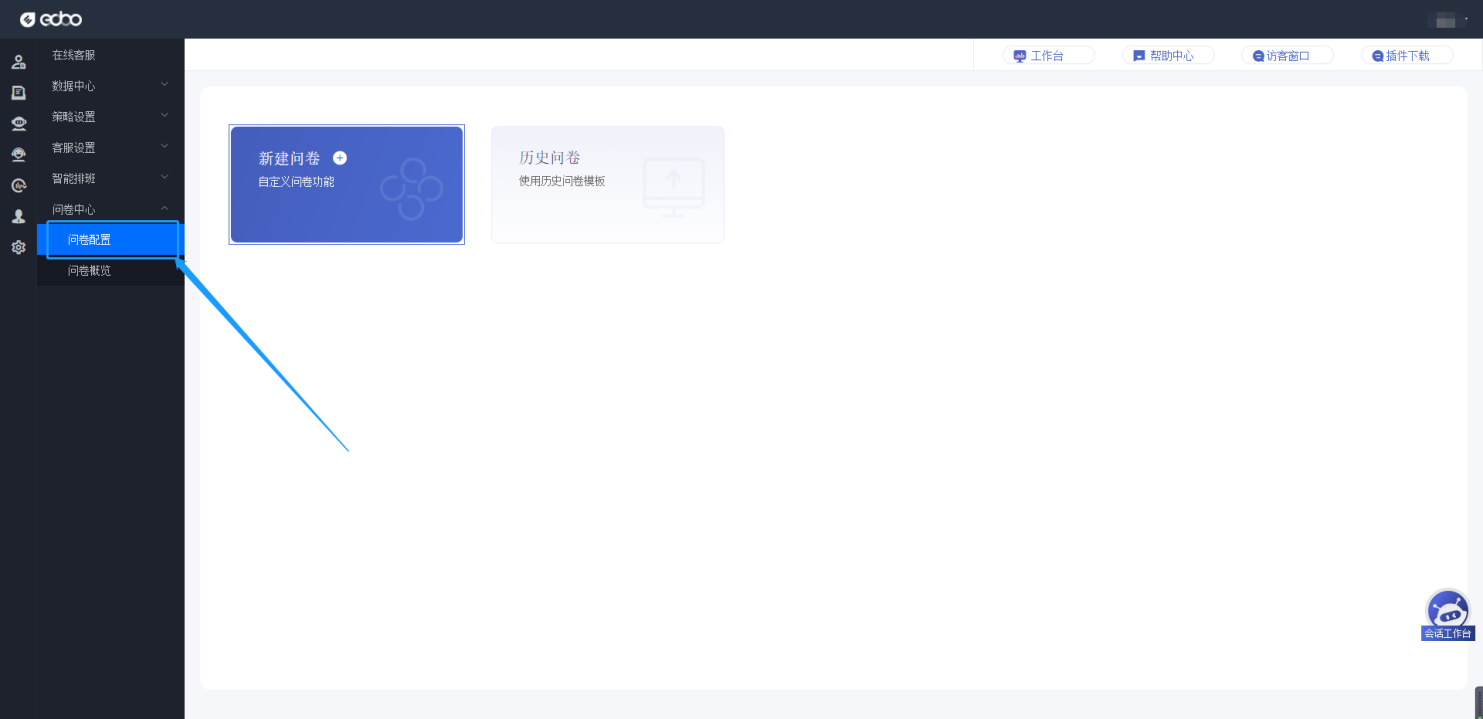 edbo
在线客服
数据中心
策略设置
客服设置
智能排班
问卷中心
问卷配置
问卷概览
工作台
帮助中心
访客窗口
插件下载
新建问卷
自定义问卷功能
历史问卷
使用历史问卷模板
会话工作台